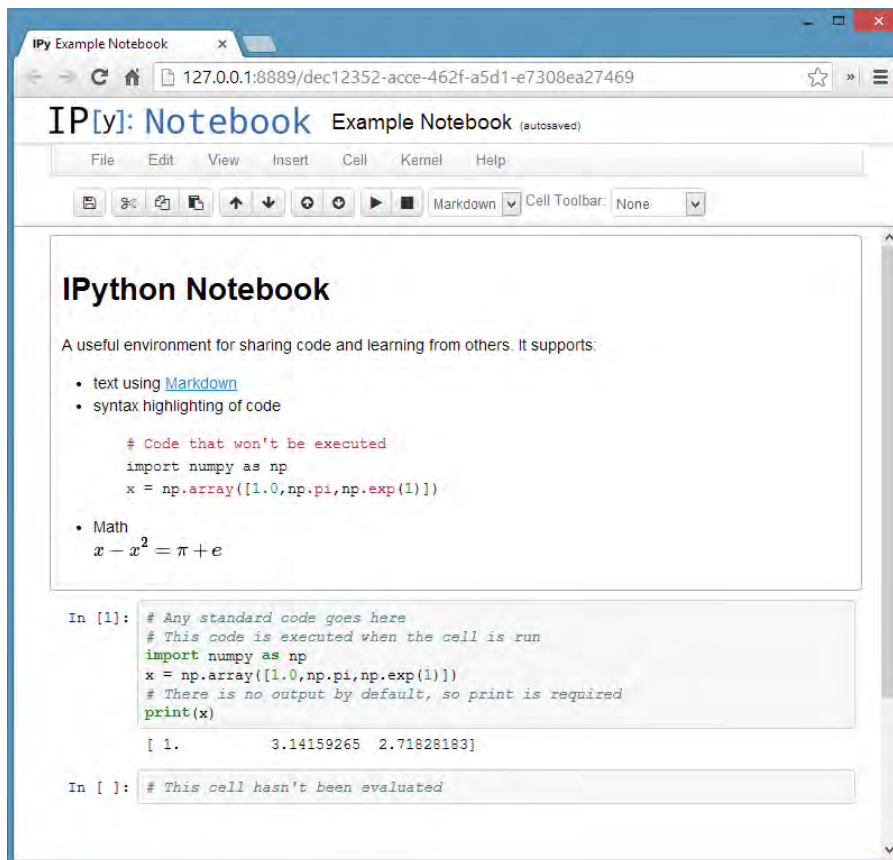 IPy Example Notebook ×
127.0.0.1:8889/dec12352-acce-462f-a5d1-e7308ea27469 »
IP[y]: Notebook Example Notebook (autosaved)
File Edit View Insert Cell Kernel Help
Markdown Cell Toolbar: None
IPython Notebook
A useful environment for sharing code and learning from others. It supports:
• text using Markdown
• syntax highlighting of code
# Code that won't be executed
import numpy as np
x = np.array([1.0,np.pi,np.exp(1)])
• Math
x − x² = π + e
In [1]: # Any standard code goes here
# This code is executed when the cell is run
import numpy as np
x = np.array([1.0,np.pi,np.exp(1)])
# There is no output by default, so print is required
print(x)
[ 1. 3.14159265 2.71828183]
In [ ]: # This cell hasn't been evaluated